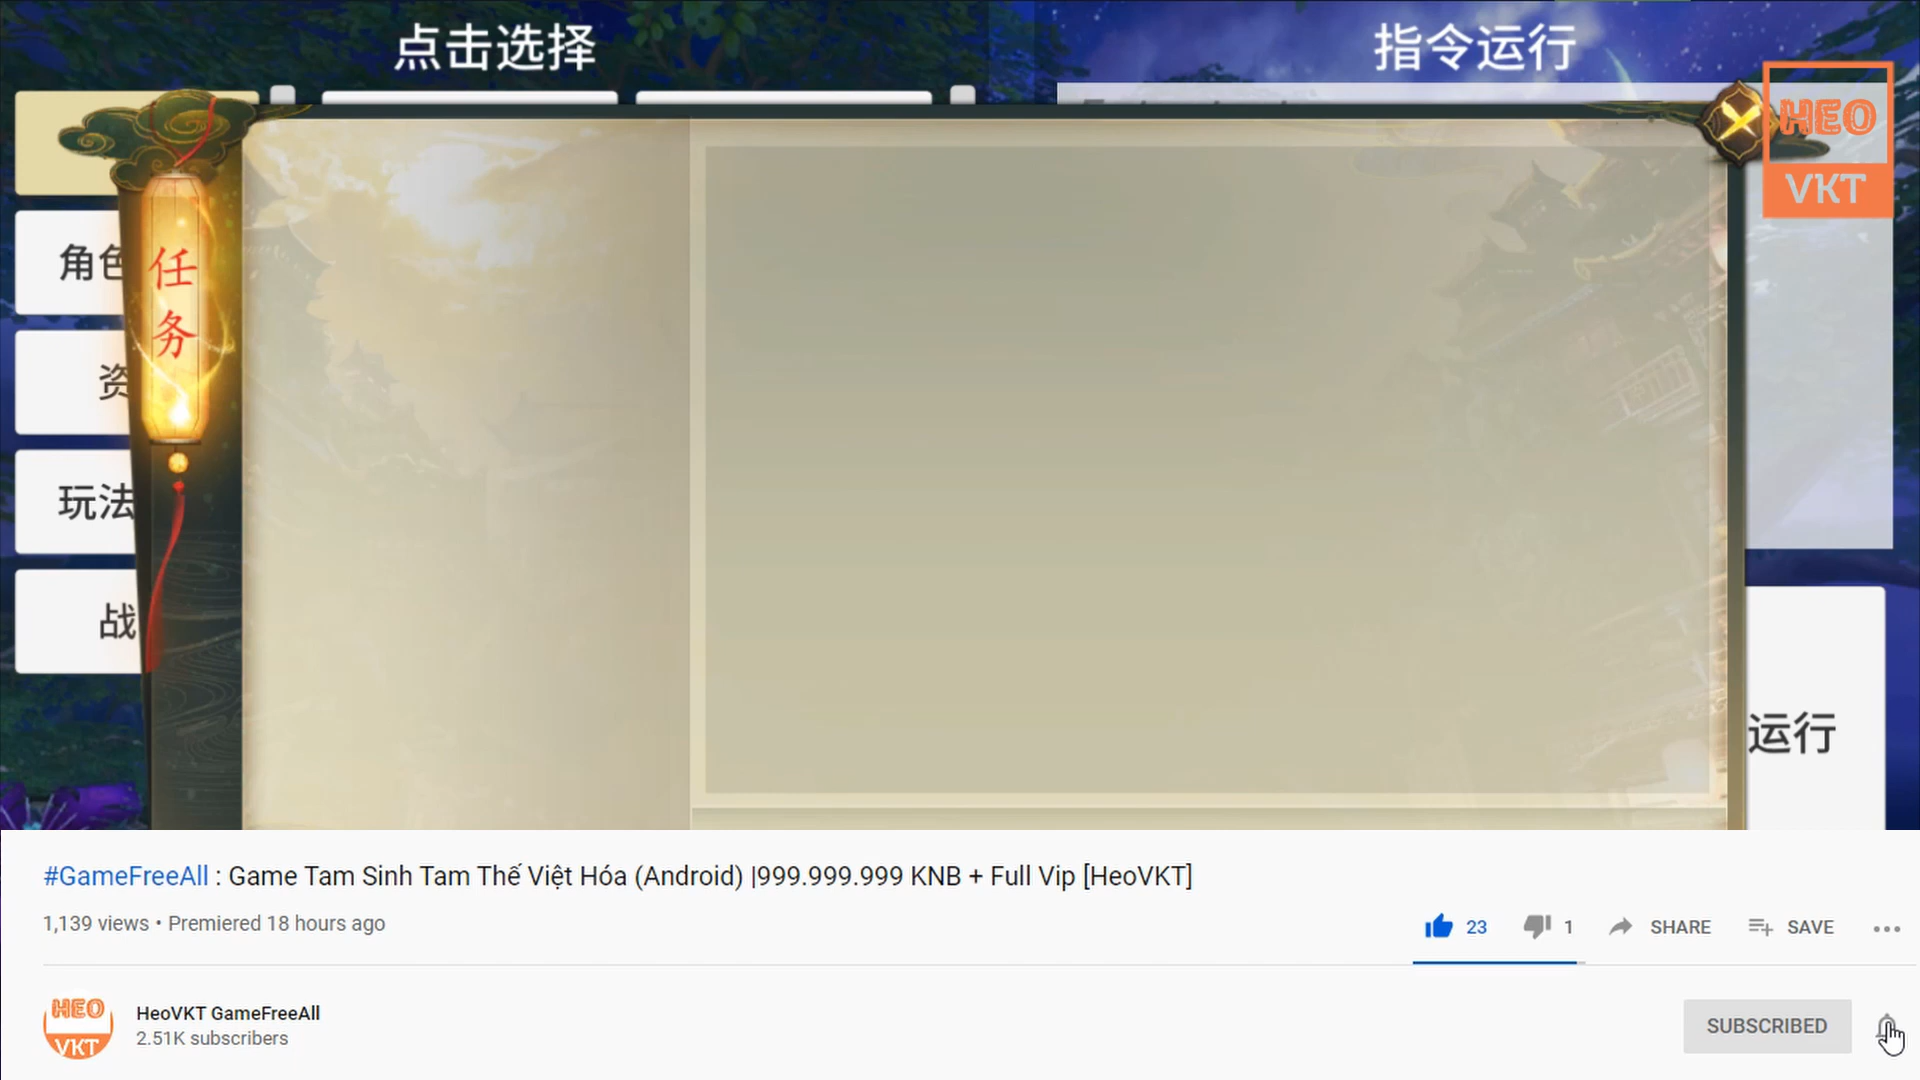 点击选择
指令运行
HEO
VKT
角色
任务
资
玩法
战
运行
#GameFreeAll : Game Tam Sinh Tam Thế Việt Hóa (Android) |999.999.999 KNB + Full Vip [HeoVKT]
1,139 views • Premiered 18 hours ago
23
1
SHARE
SAVE
HEO
VKT
HeoVKT GameFreeAll
2.51K subscribers
SUBSCRIBED